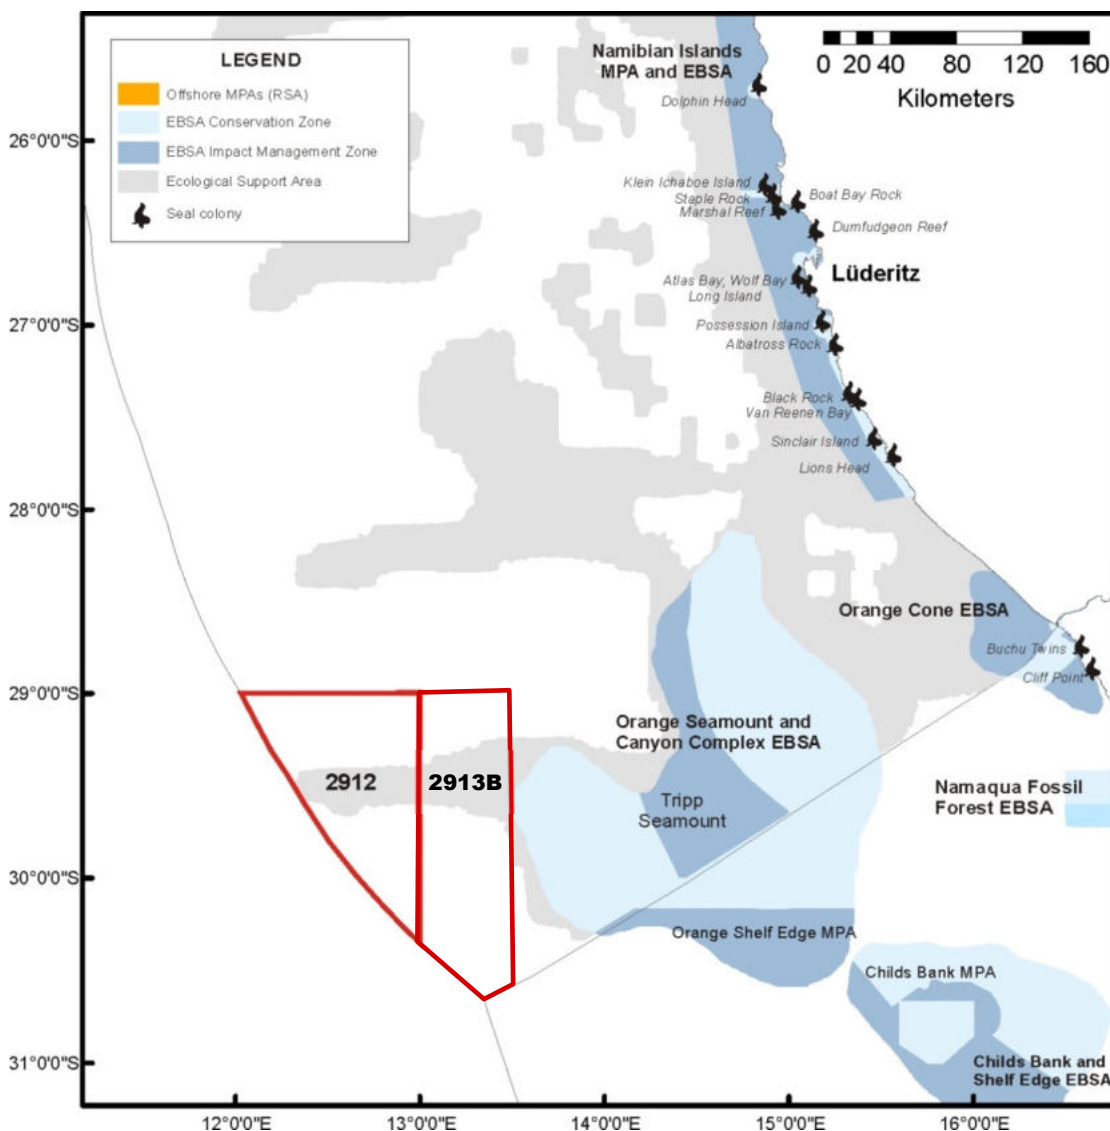 LEGEND
Offshore MPAs (RSA)
EBSA Conservation Zone
EBSA Impact Management Zone
Ecological Support Area
Seal colony
Namibian Islands
MPA and EBSA
Dolphin Head
0 20 40 80 120 160
Kilometers
26°0'0"S
27°0'0"S
28°0'0"S
29°0'0"S
30°0'0"S
31°0'0"S
Klein Ichaboe Island
Staple Rock
Marshal Reef
Boat Bay Rock
Dumfudgeon Reef
Lüderitz
Atlas Bay, Wolf Bay
Long Island
Possession Island
Albatross Rock
Black Rock
Van Reenen Bay
Sinclair Island
Lions Head
Orange Cone EBSA
Buchu Twins
Cliff Point
Orange Seamount and
Canyon Complex EBSA
2912
2913B
Tripp
Seamount
Namaqua Fossil
Forest EBSA
Orange Shelf Edge MPA
Childs Bank MPA
Childs Bank and
Shelf Edge EBSA
12°0'0"E
13°0'0"E
14°0'0"E
15°0'0"E
16°0'0"E